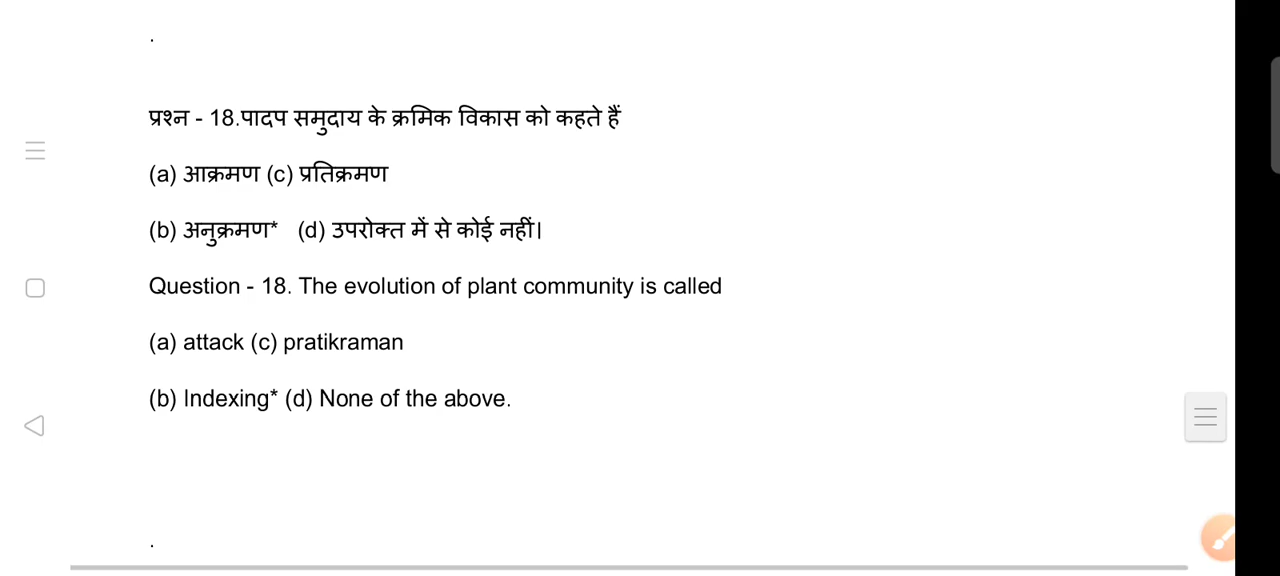 प्रश्न - 18.पादप समुदाय के क्रमिक विकास को कहते हैं
(a) आक्रमण (c) प्रतिक्रमण
(b) अनुक्रमण* (d) उपरोक्त में से कोई नहीं।
Question - 18. The evolution of plant community is called
(a) attack (c) pratikraman
(b) Indexing* (d) None of the above.